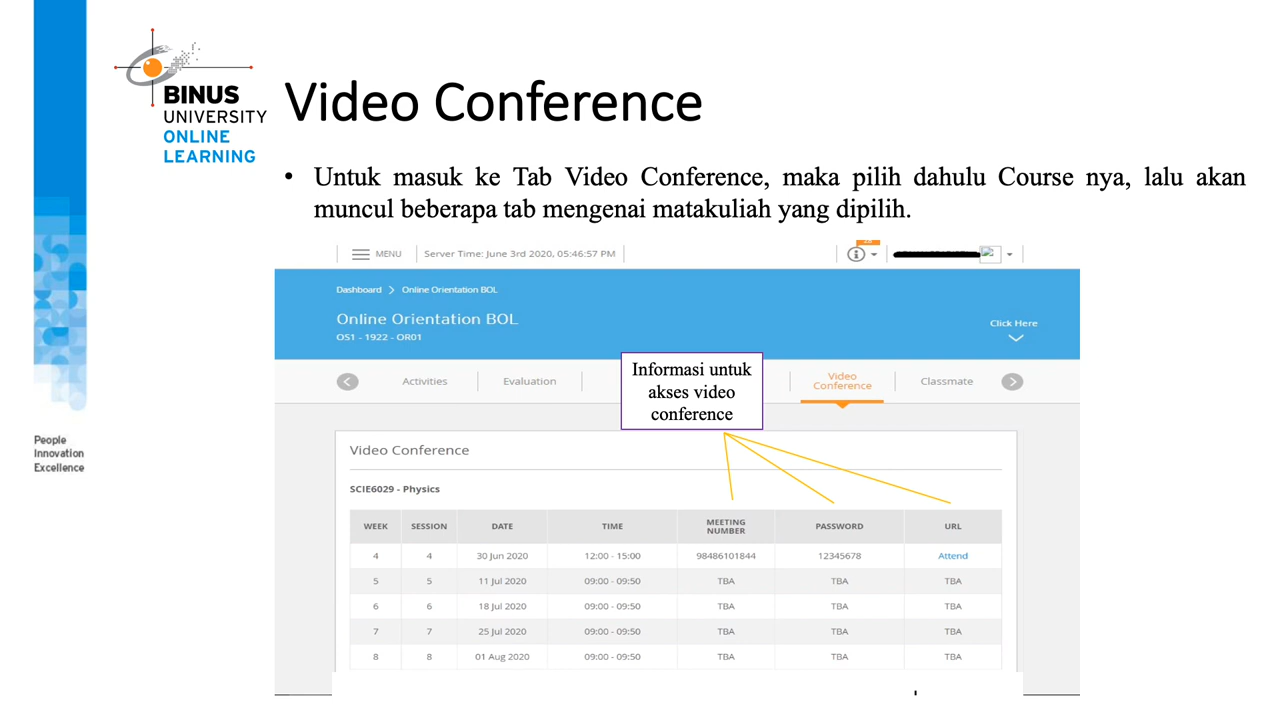 BINUS
UNIVERSITY
ONLINE
LEARNING
Video Conference
• Untuk masuk ke Tab Video Conference, maka pilih dahulu Course nya, lalu akan
muncul beberapa tab mengenai matakuliah yang dipilih.
MENU Server Time: June 3rd 2020, 05:46:57 PM
Dashboard > Online Orientation BOL
Online Orientation BOL
OS1 - 1922 - OR01
Click Here
Activities Evaluation Video Conference Classmate
Informasi untuk
akses video
conference
Video Conference
SCIE6029 - Physics
WEEK SESSION DATE TIME MEETING NUMBER PASSWORD URL
4 4 30 Jun 2020 12:00 - 15:00 98486101844 12345678 Attend
5 5 11 Jul 2020 09:00 - 09:50 TBA TBA TBA
6 6 18 Jul 2020 09:00 - 09:50 TBA TBA TBA
7 7 25 Jul 2020 09:00 - 09:50 TBA TBA TBA
8 8 01 Aug 2020 09:00 - 09:50 TBA TBA TBA
People
Innovation
Excellence